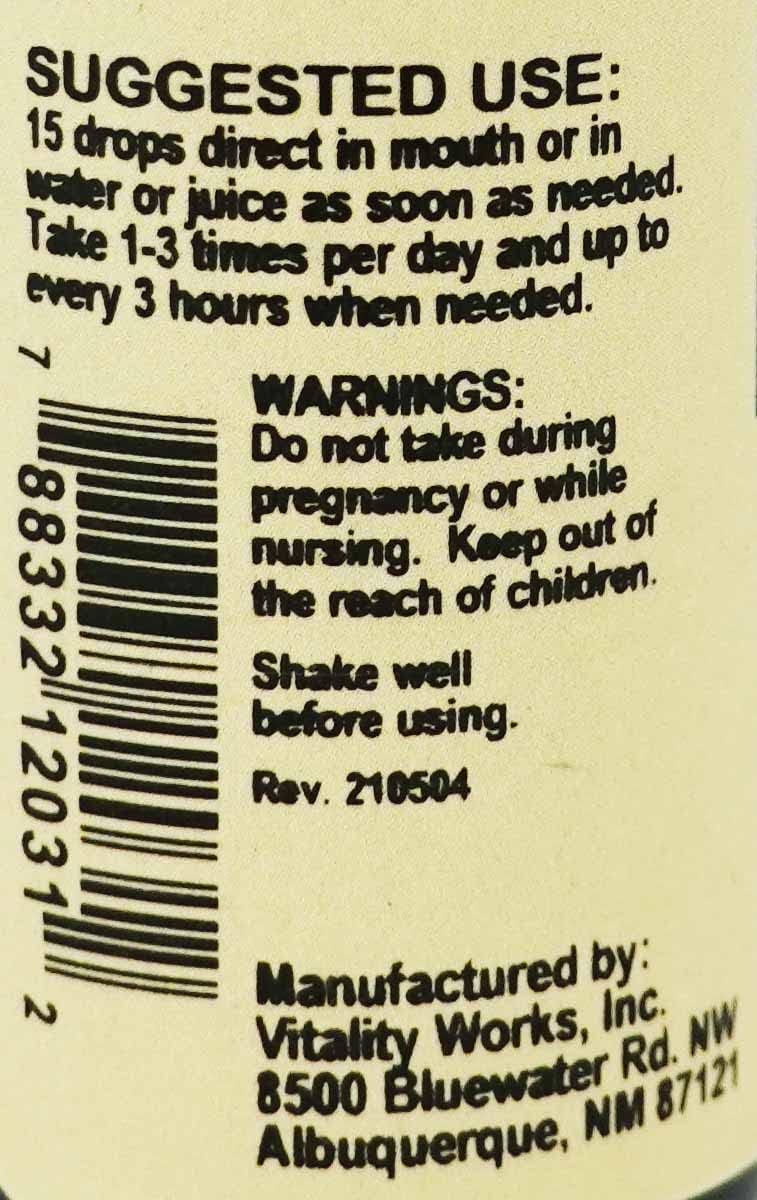 SUGGESTED USE:
15 drops direct in mouth or in
water or juice as soon as needed.
Take 1-3 times per day and up to
every 3 hours when needed.
WARNINGS:
Do not take during
pregnancy or while
nursing. Keep out of
the reach of children.
Shake well
before using.
Rev. 210504
7 88332 12031 2
Manufactured by:
Vitality Works, Inc.
8500 Bluewater Rd. NW
Albuquerque, NM 87121